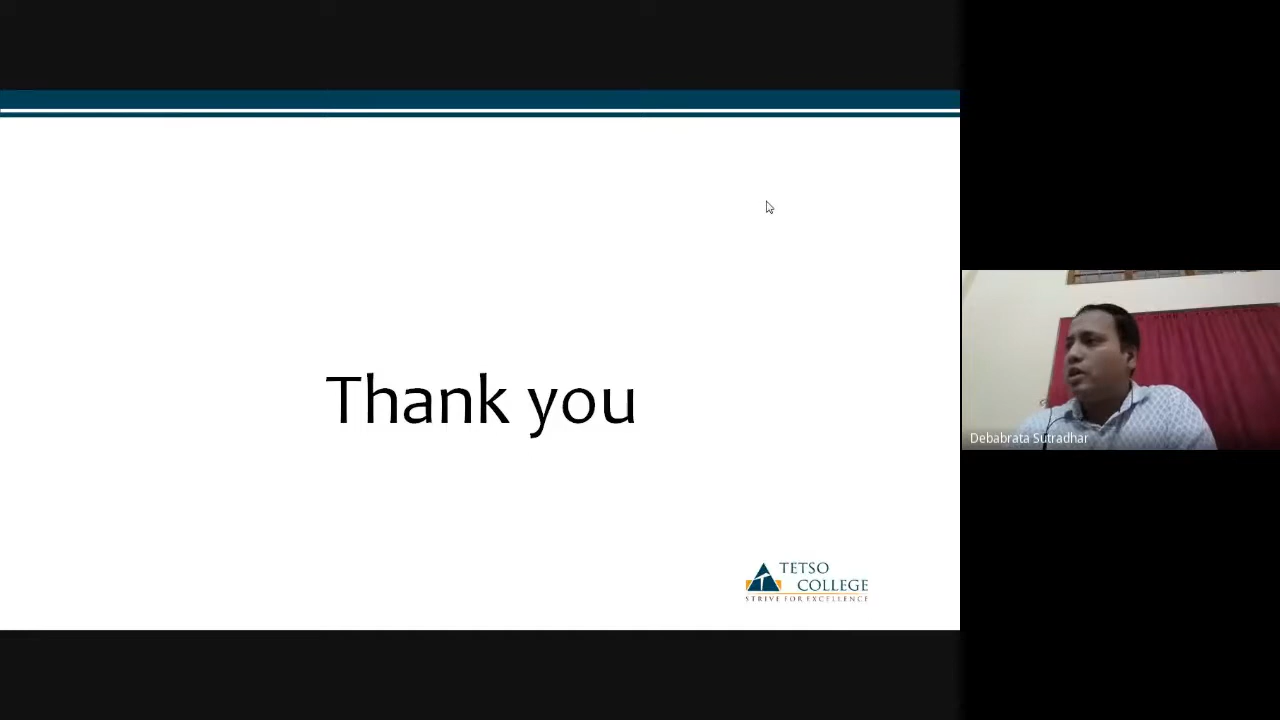 Thank you
TETSO
COLLEGE
STRIVE FOR EXCELLENCE
Debabrata Sutradhar